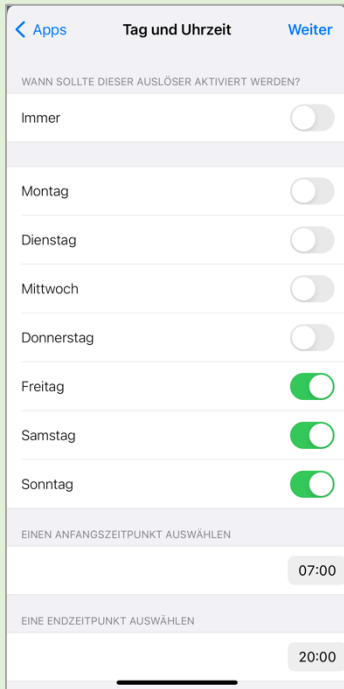 Apps Tag und Uhrzeit Weiter
WANN SOLLTE DIESER AUSLÖSER AKTIVIERT WERDEN?
Immer
Montag
Dienstag
Mittwoch
Donnerstag
Freitag
Samstag
Sonntag
EINEN ANFANGSZEITPUNKT AUSWÄHLEN
07:00
EINE ENDZEITPUNKT AUSWÄHLEN
20:00